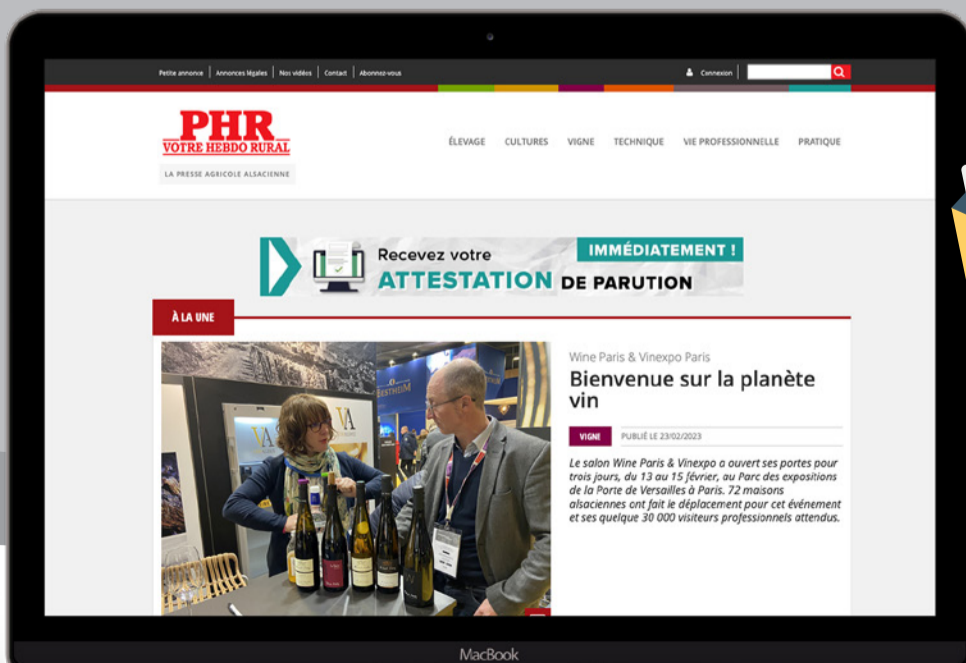 Petite annonce | Annonces légales | Nos vidéos | Contact | Abonnez-vous
Connexion
PHR
VOTRE HEBDO RURAL
LA PRESSE AGRICOLE ALSACIENNE
ÉLEVAGE CULTURES VIGNE TECHNIQUE VIE PROFESSIONNELLE PRATIQUE
Recevez votre IMMÉDIATEMENT !
ATTESTATION DE PARUTION
À LA UNE
VA
VA
BESTHEIM
Wine Paris & Vinexpo Paris
Bienvenue sur la planète
vin
VIGNE PUBLIÉ LE 23/02/2023
Le salon Wine Paris & Vinexpo a ouvert ses portes pour
trois jours, du 13 au 15 février, au Parc des expositions
de la Porte de Versailles à Paris. 72 maisons
alsaciennes ont fait le déplacement pour cet événement
et ses quelque 30 000 visiteurs professionnels attendus.
MacBook